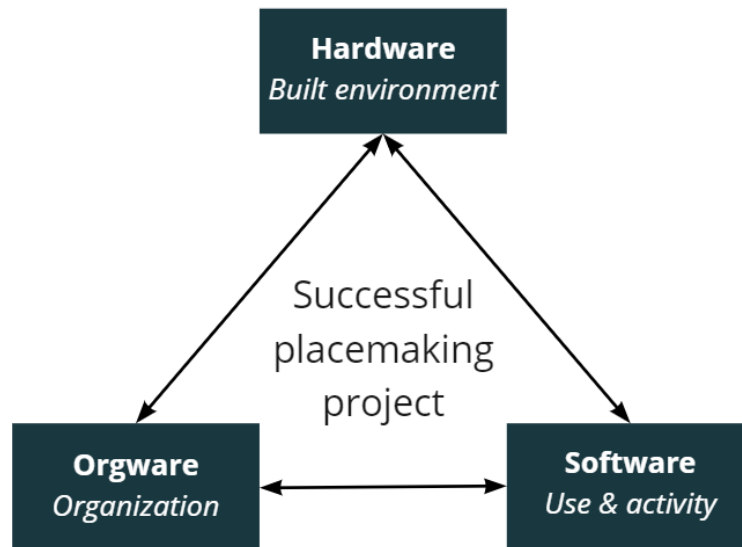 Hardware
Built environment
Successful
placemaking
project
Orgware
Organization
Software
Use & activity